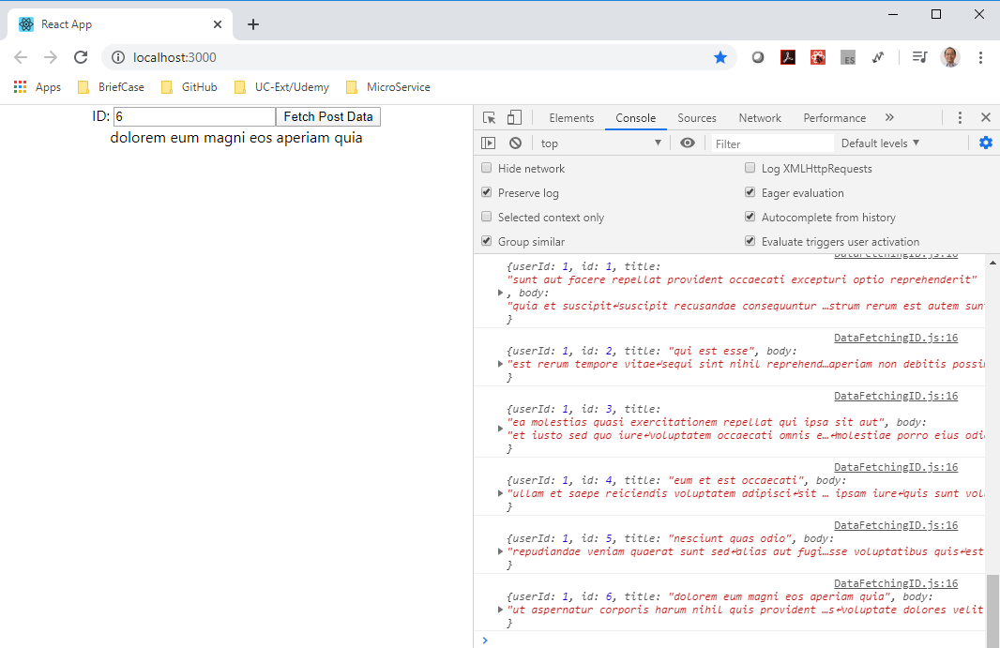 React App
localhost:3000
ES
Apps BriefCase GitHub UC-Ext/Udemy MicroService
ID: 6 Fetch Post Data
dolorem eum magni eos aperiam quia
Elements Console Sources Network Performance »
top Filter Default levels ▼
Hide network Log XMLHttpRequests
Preserve log Eager evaluation
Selected context only Autocomplete from history
Group similar Evaluate triggers user activation
DataFetchingID.js:16
{userId: 1, id: 1, title:
"sunt aut facere repellat provident occaecati excepturi optio reprehenderit"
, body:
"quia et suscipit↵suscipit recusandae consequuntur …strum rerum est autem sun
}
DataFetchingID.js:16
{userId: 1, id: 2, title: "qui est esse", body:
"est rerum tempore vitae↵sequi sint nihil reprehend…aperiam non debitis possi
}
DataFetchingID.js:16
{userId: 1, id: 3, title:
"ea molestias quasi exercitationem repellat qui ipsa sit aut", body:
"et iusto sed quo iure↵voluptatem occaecati omnis e…↵molestiae porro eius odi
}
DataFetchingID.js:16
{userId: 1, id: 4, title: "eum et est occaecati", body:
"ullam et saepe reiciendis voluptatem adipisci↵sit … ipsam iure↵quis sunt vol
}
DataFetchingID.js:16
{userId: 1, id: 5, title: "nesciunt quas odio", body:
"repudiandae veniam quaerat sunt sed↵alias aut fugi…sse voluptatibus quis↵est
}
DataFetchingID.js:16
{userId: 1, id: 6, title: "dolorem eum magni eos aperiam quia", body:
"ut aspernatur corporis harum nihil quis provident …s↵voluptate dolores velit
}